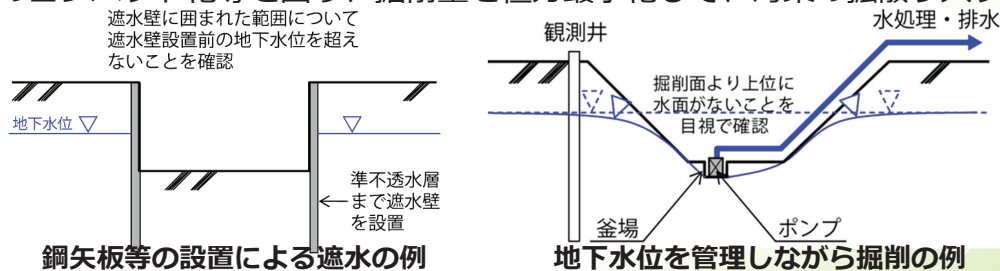 遮水壁に囲まれた範囲について
遮水壁設置前の地下水位を超え
ないことを確認
地下水位
準不透水層
まで遮水壁
を設置
鋼矢板等の設置による遮水の例
水処理・排水
観測井
掘削面より上位に
水面がないことを
目視で確認
釜場
ポンプ
地下水位を管理しながら掘削の例